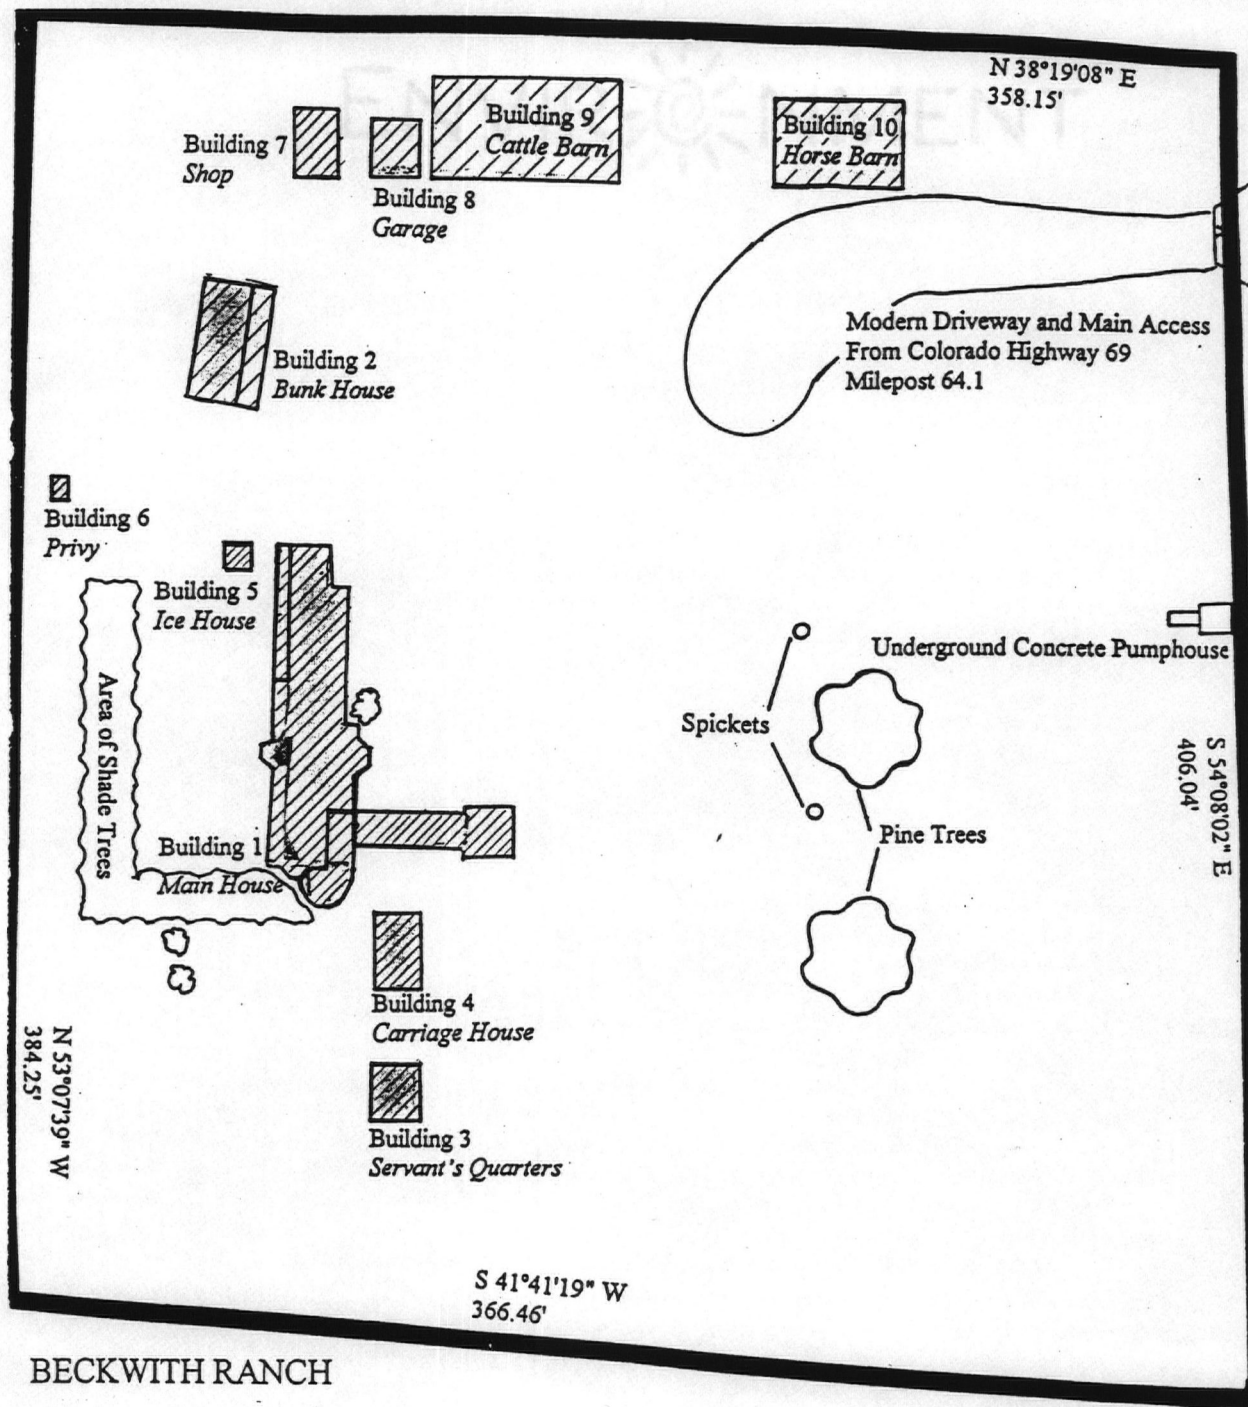 N 38°19'08" E
358.15'
Building 7
Shop
Building 8
Garage
Building 9
Cattle Barn
Building 10
Horse Barn
Modern Driveway and Main Access
From Colorado Highway 69
Milepost 64.1
Building 2
Bunk House
Building 6
Privy
Building 5
Ice House
Underground Concrete Pumphouse
Area of Shade Trees
Spickets
S 54°08'02" E
406.04'
Pine Trees
Building 1
Main House
Building 4
Carriage House
N 53°07'39" W
384.25'
Building 3
Servant's Quarters
S 41°41'19" W
366.46'
BECKWITH RANCH